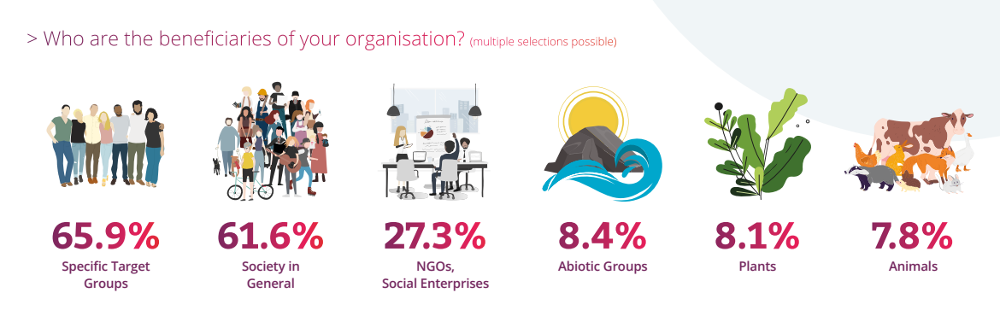 > Who are the beneficiaries of your organisation? (multiple selections possible)
65.9%
Specific Target
Groups
61.6%
Society in
General
27.3%
NGOs,
Social Enterprises
8.4%
Abiotic Groups
8.1%
Plants
7.8%
Animals